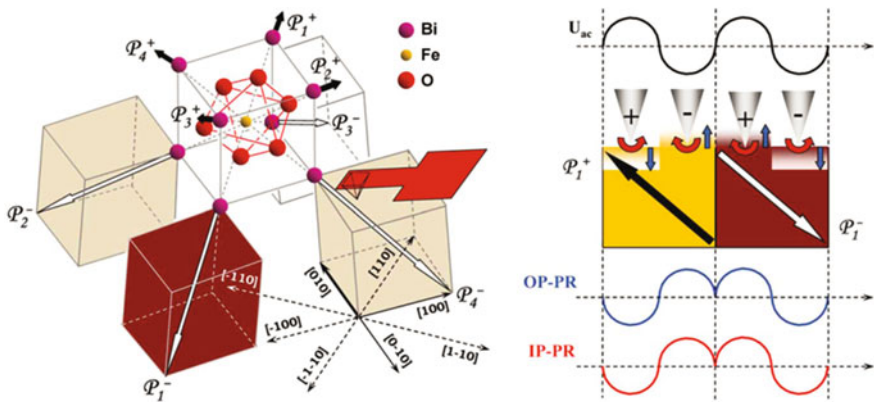 P₁⁺
P₄⁺
P₂⁺
P₃⁺
P₃⁻
Bi
Fe
O
P₂⁻
P₁⁻
P₄⁻
[110]
[010]
[-110]
[100]
[-100]
[1-10]
[0-10]
[-1-10]
U_ac
+ - + -
P₁⁺
P₁⁻
OP-PR
IP-PR